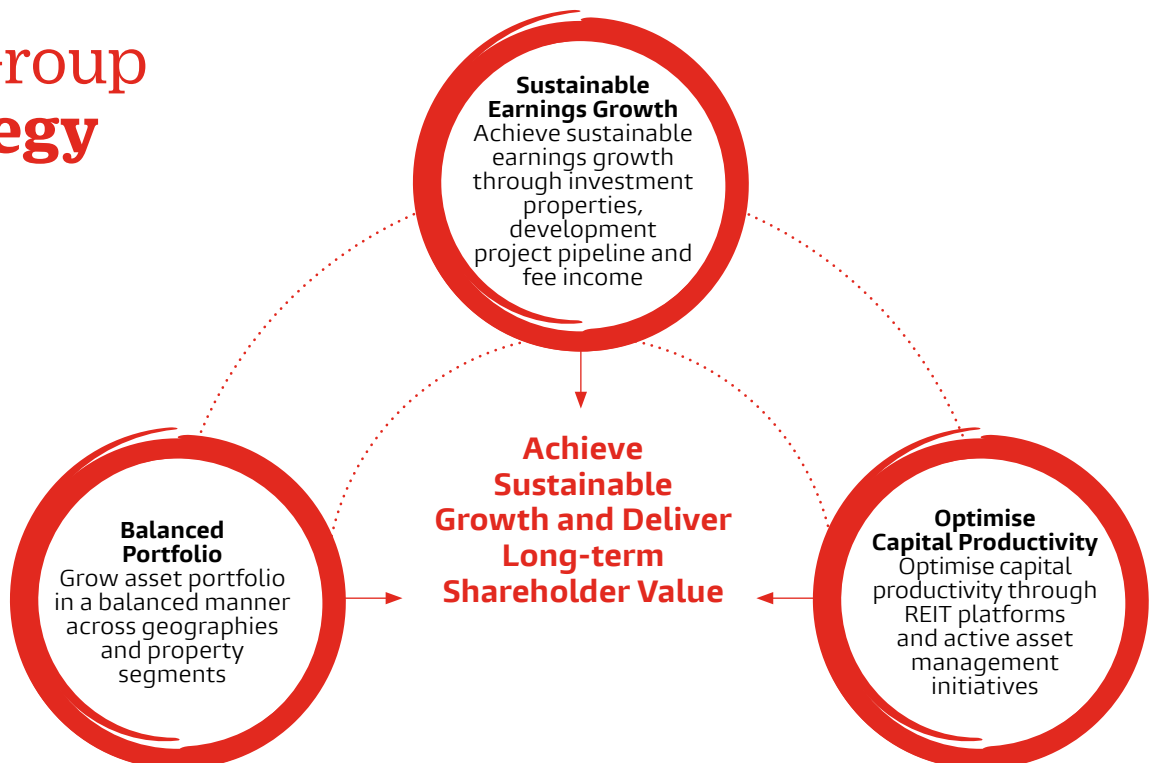 roup
egy
Sustainable
Earnings Growth
Achieve sustainable
earnings growth
through investment
properties,
development
project pipeline and
fee income
Achieve
Sustainable
Growth and Deliver
Long-term
Shareholder Value
Balanced
Portfolio
Grow asset portfolio
in a balanced manner
across geographies
and property
segments
Optimise
Capital Productivity
Optimise capital
productivity through
REIT platforms
and active asset
management
initiatives